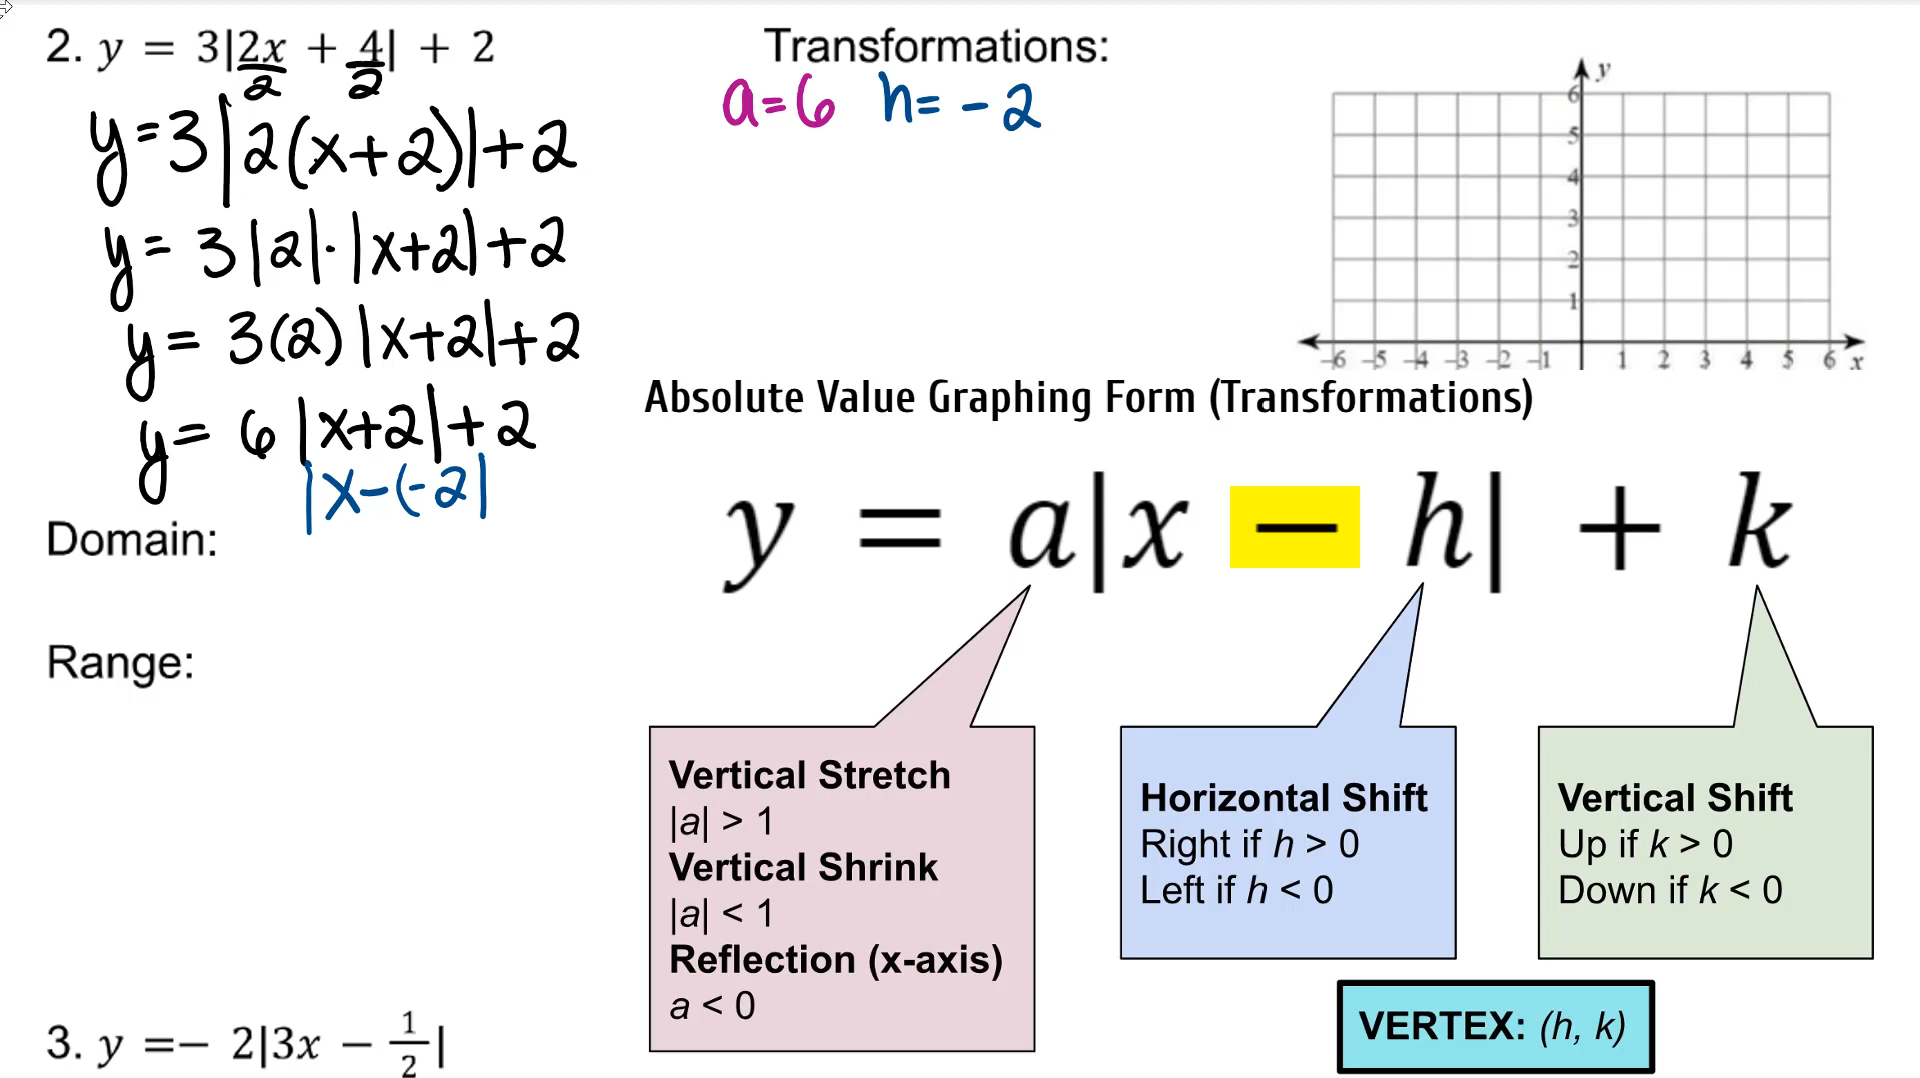 2. y = 3|2x + 4| + 2
2 2
y=3|2(x+2)|+2
y= 3|2|·|x+2|+2
y= 3(2)|x+2|+2
y= 6|x+2|+2
|x-(-2|
Domain:
Range:
3. y =− 2|3x − 1/2|
Transformations:
a=6 h= -2
y
6
5
4
3
2
1
-6 -5 -4 -3 -2 -1 1 2 3 4 5 6 x
Absolute Value Graphing Form (Transformations)
y = a|x − h| + k
Vertical Stretch
|a| > 1
Vertical Shrink
|a| < 1
Reflection (x-axis)
a < 0
Horizontal Shift
Right if h > 0
Left if h < 0
Vertical Shift
Up if k > 0
Down if k < 0
VERTEX: (h, k)